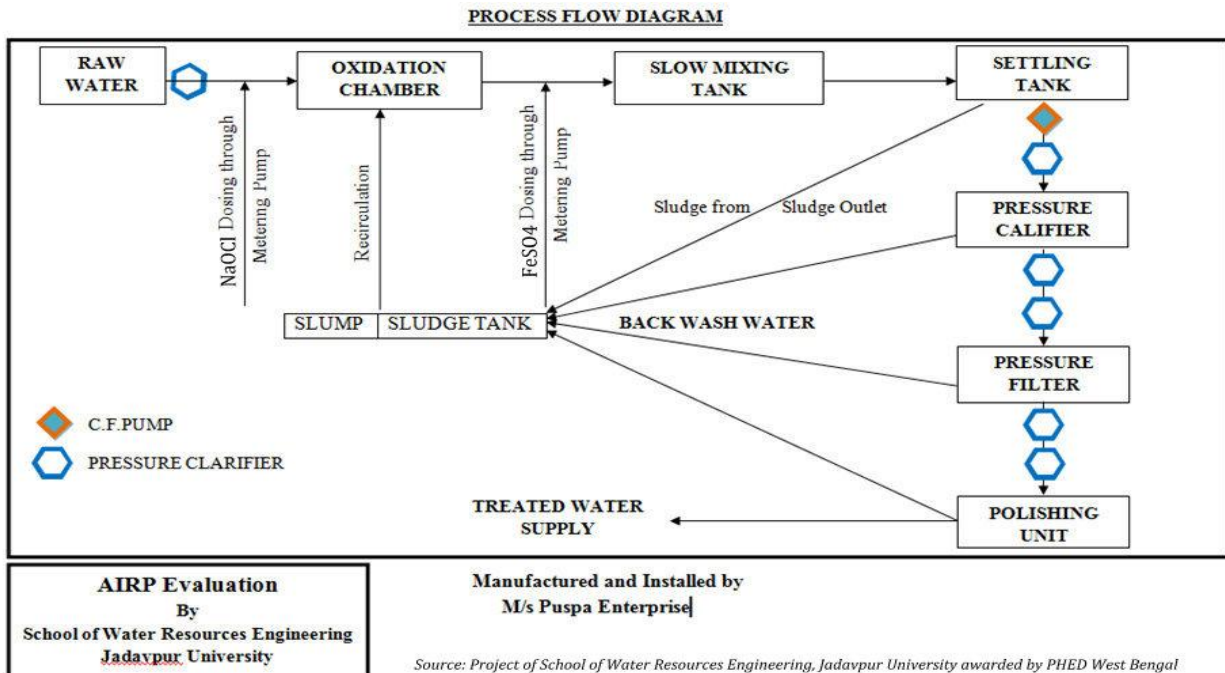 PROCESS FLOW DIAGRAM
RAW
WATER
OXIDATION
CHAMBER
SLOW MIXING
TANK
SETTLING
TANK
NaOCl Dosing through
Metering Pump
Recirculation
FeSO4 Dosing through
Metering Pump
Sludge from
Sludge Outlet
PRESSURE
CALIFIER
SLUMP
SLUDGE TANK
BACK WASH WATER
PRESSURE
FILTER
C.F.PUMP
PRESSURE CLARIFIER
TREATED WATER
SUPPLY
POLISHING
UNIT
AIRP Evaluation
By
School of Water Resources Engineering
Jadavpur University
Manufactured and Installed by
M/s Puspa Enterprise
Source: Project of School of Water Resources Engineering, Jadavpur University awarded by PHED West Bengal